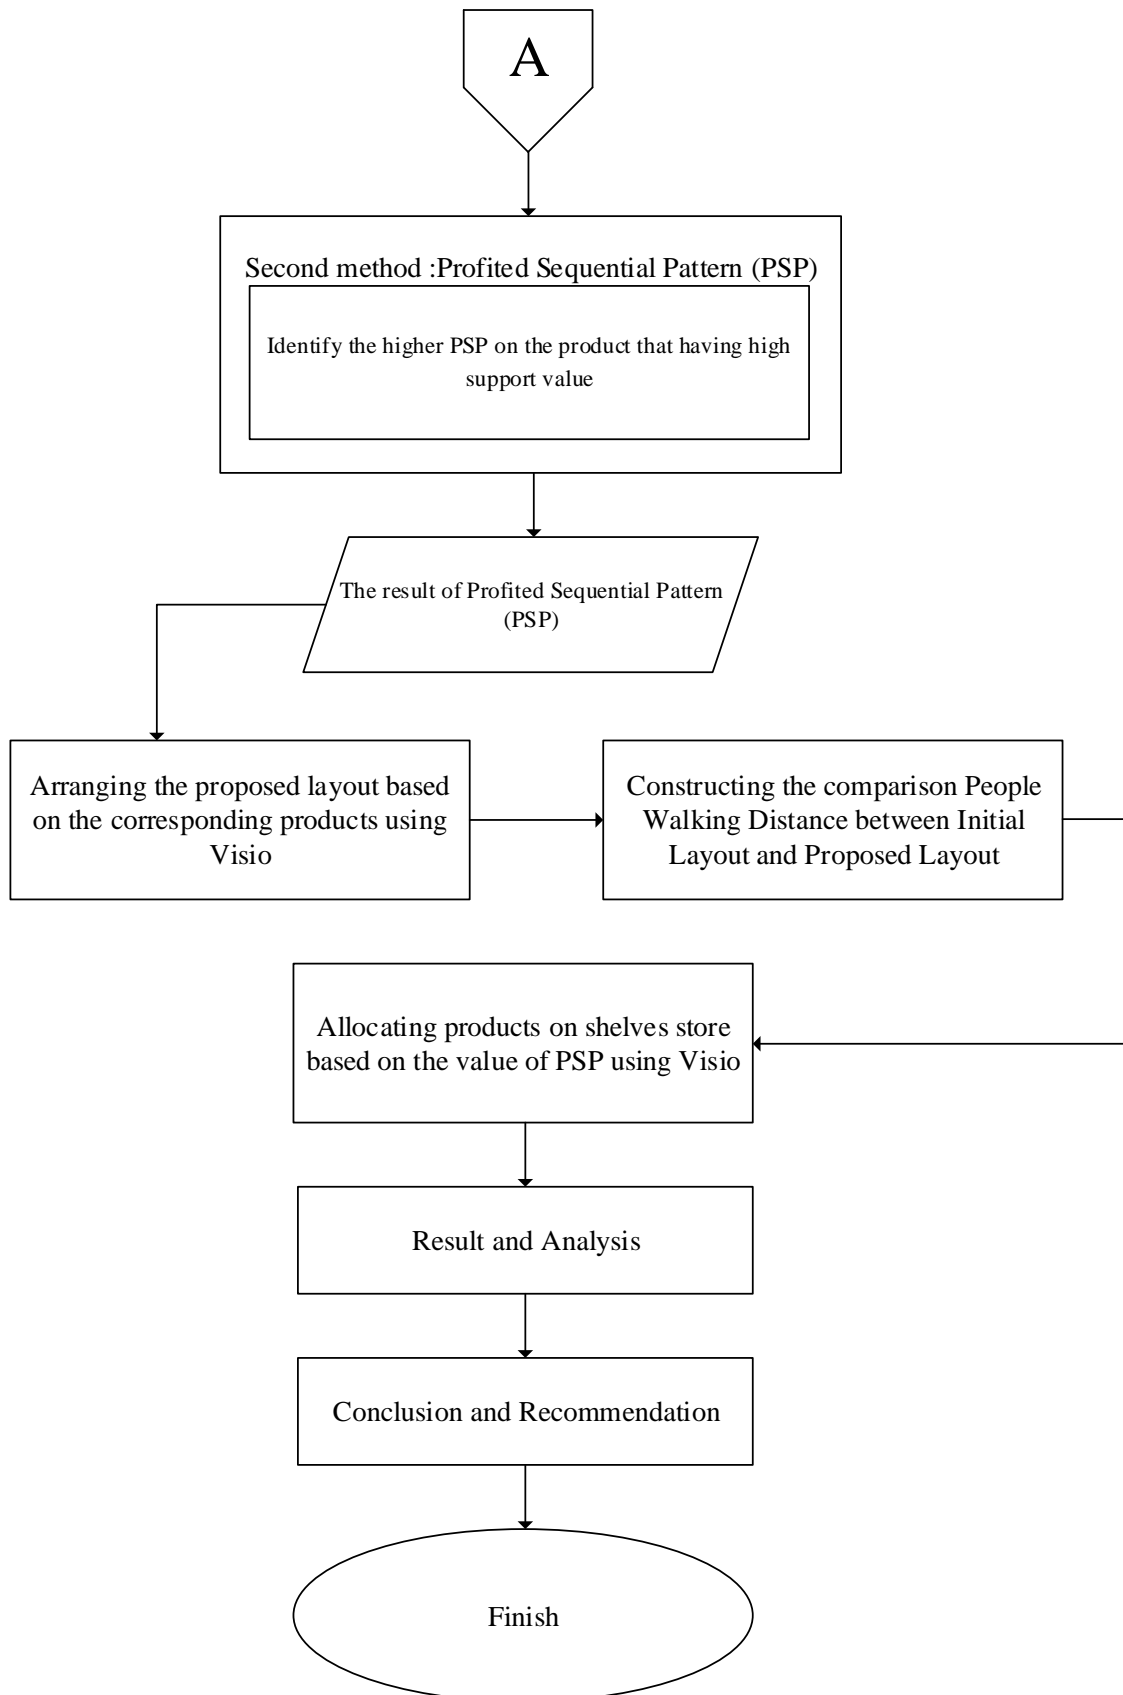 A
Second method :Profited Sequential Pattern (PSP)
Identify the higher PSP on the product that having high
support value
The result of Profited Sequential Pattern
(PSP)
Arranging the proposed layout based
on the corresponding products using
Visio
Constructing the comparison People
Walking Distance between Initial
Layout and Proposed Layout
Allocating products on shelves store
based on the value of PSP using Visio
Result and Analysis
Conclusion and Recommendation
Finish